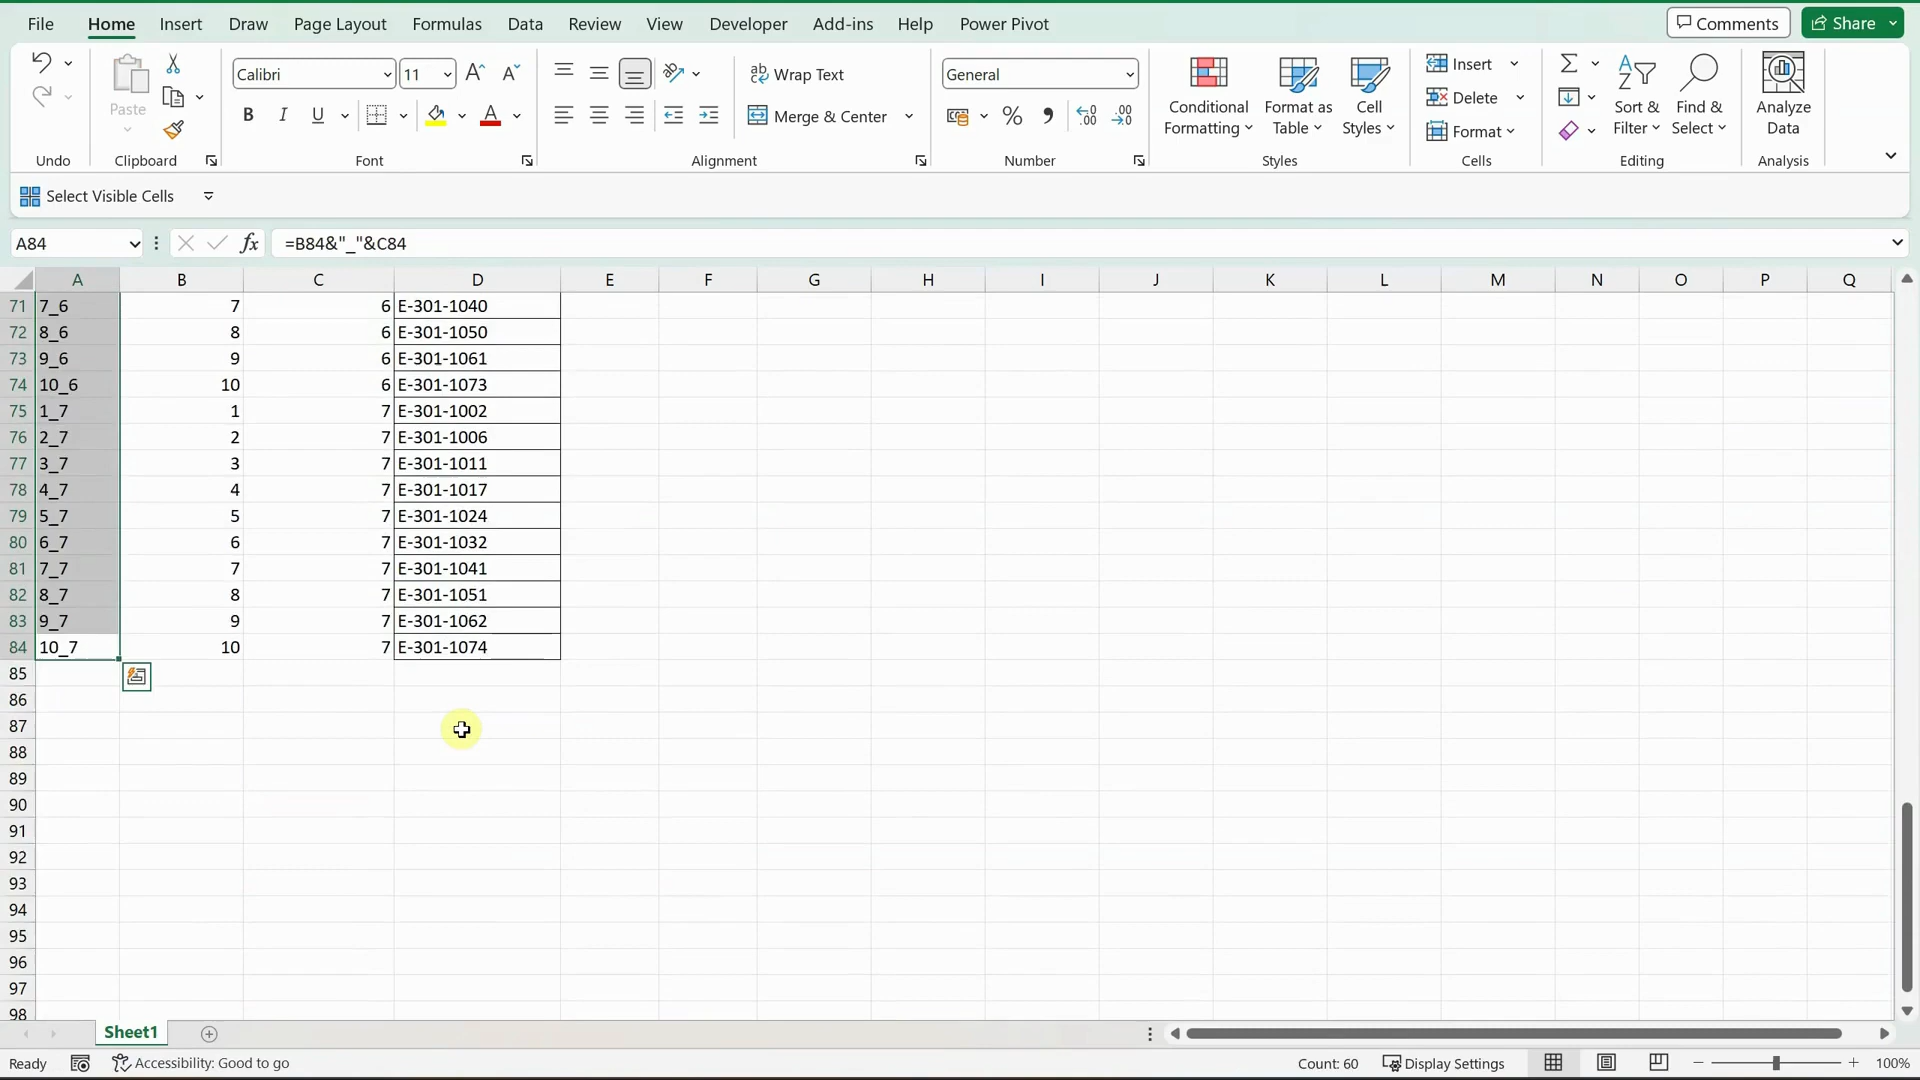 File Home Insert Draw Page Layout Formulas Data Review View Developer Add-ins Help Power Pivot Comments Share
Paste
Calibri 11
B I U
ab Wrap Text
Merge & Center
General
Conditional Formatting
Format as Table
Cell Styles
Insert
Delete
Format
Sort & Filter
Find & Select
Analyze Data
Undo Clipboard Font Alignment Number Styles Cells Editing Analysis
Select Visible Cells
A84 fx =B84&"_"&C84
A B C D E F G H I J K L M N O P Q
71 7_6 7 6 E-301-1040
72 8_6 8 6 E-301-1050
73 9_6 9 6 E-301-1061
74 10_6 10 6 E-301-1073
75 1_7 1 7 E-301-1002
76 2_7 2 7 E-301-1006
77 3_7 3 7 E-301-1011
78 4_7 4 7 E-301-1017
79 5_7 5 7 E-301-1024
80 6_7 6 7 E-301-1032
81 7_7 7 7 E-301-1041
82 8_7 8 7 E-301-1051
83 9_7 9 7 E-301-1062
84 10_7 10 7 E-301-1074
85
86
87
88
89
90
91
92
93
94
95
96
97
98
Sheet1
Ready Accessibility: Good to go Count: 60 Display Settings 100%